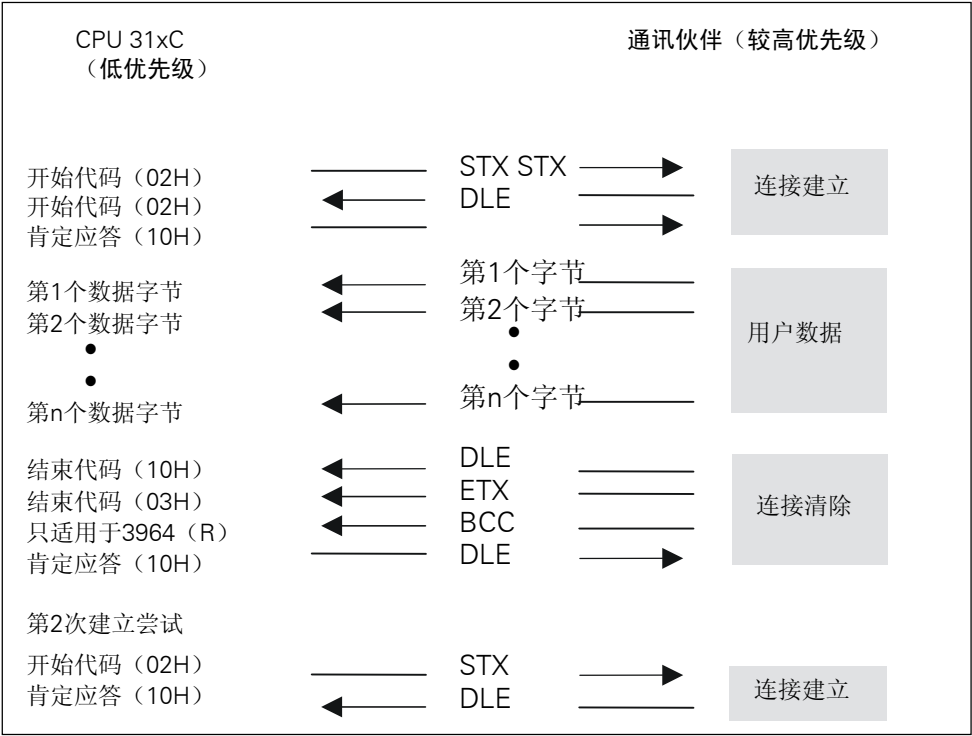 CPU 31xC
（低优先级）
通讯伙伴（较高优先级）
开始代码（02H）
STX STX
开始代码（02H）
DLE
肯定应答（10H）
连接建立
第1个数据字节
第1个字节
第2个数据字节
第2个字节
•
•
•
•
第n个数据字节
第n个字节
用户数据
结束代码（10H）
DLE
结束代码（03H）
ETX
只适用于3964（R）
BCC
肯定应答（10H）
DLE
连接清除
第2次建立尝试
开始代码（02H）
STX
肯定应答（10H）
DLE
连接建立